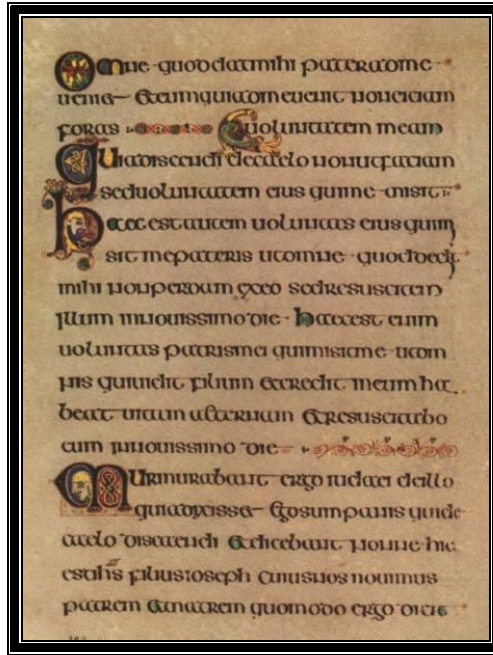 Omne quod dat mihi pater ad me
ueniet Et eum qui ad me uenit non eiciam
foras uoluntatem meam
Quia discendi de caelo non ut faciam
sed uoluntatem eius qui me misit
Haec est autem uoluntas eius qui m
sit me pateris ut omne quod dedit
mihi non perdam ex eo sed resuscitem
illum in nouissimo die Haec est enim
uoluntas patris mei qui misit me ut om
nis qui uidit filium et credit in eum ha
beat uitam aeternam Et resuscitabo
eum in nouissimo die
Murmurabant ergo iudaei de illo
quia dixisset Ego sum panis qui de
caelo discendi Et dicebant nonne hic
est filius ioseph cuius nos nouimus
patrem et matrem quomodo ergo dicit